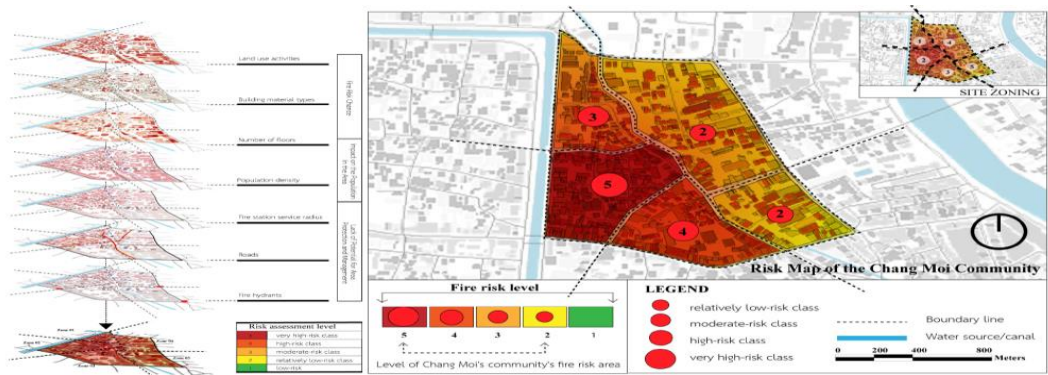 Land use activities
Building material types
Number of floors
Population density
Fire station service radius
Roads
Fire hydrants
Fire Risk Chance
Impact on the Population
in the Area
Lack of Potential for Area
Protection and Management
Risk assessment level
very high-risk class
high-risk class
moderate-risk class
relatively low-risk class
low-risk
3
2
5
4
2
SITE ZONING
Risk Map of the Chang Moi Community
Fire risk level
5 4 3 2 1
Level of Chang Moi's community's fire risk area
LEGEND
relatively low-risk class
moderate-risk class
high-risk class
very high-risk class
Boundary line
Water source/canal
0 200 400 800
Meters